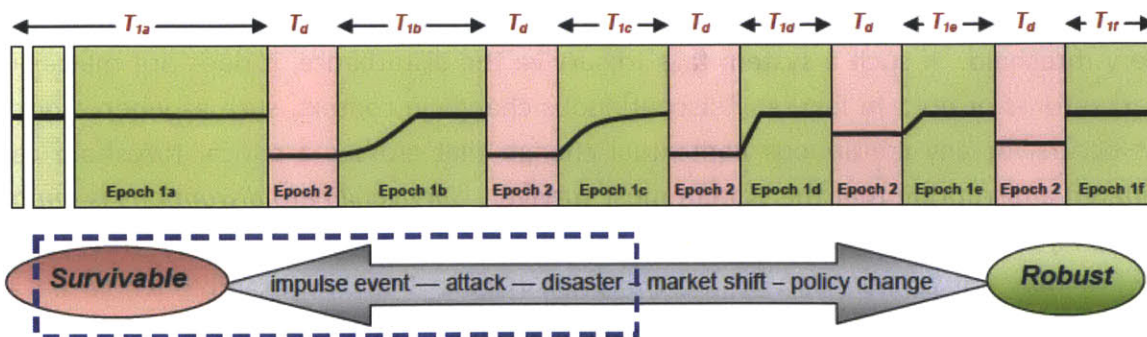 T1a Td T1b Td T1c Td T1d Td T1e Td T1f
Epoch 1a Epoch 2 Epoch 1b Epoch 2 Epoch 1c Epoch 2 Epoch 1d Epoch 2 Epoch 1e Epoch 2 Epoch 1f
Survivable impulse event — attack — disaster - market shift – policy change Robust